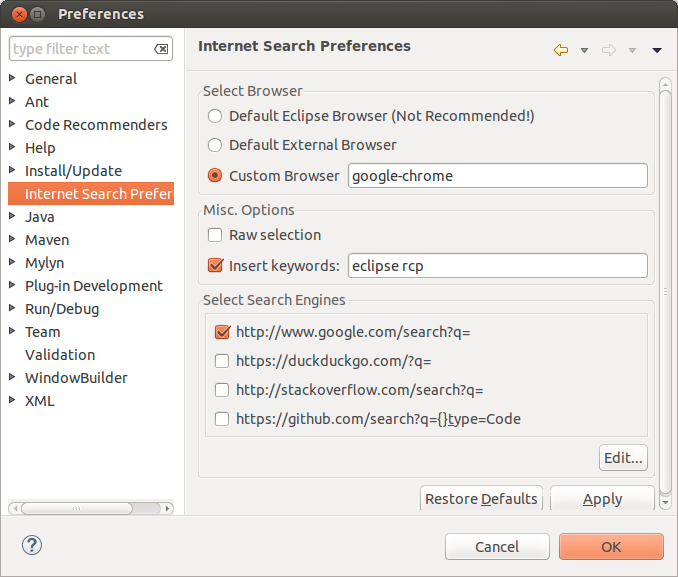 Preferences
type filter text
Internet Search Preferences
General
Ant
Code Recommenders
Help
Install/Update
Internet Search Prefer
Java
Maven
Mylyn
Plug-in Development
Run/Debug
Team
Validation
WindowBuilder
XML
Select Browser
Default Eclipse Browser (Not Recommended!)
Default External Browser
Custom Browser google-chrome
Misc. Options
Raw selection
Insert keywords: eclipse rcp
Select Search Engines
http://www.google.com/search?q=
https://duckduckgo.com/?q=
http://stackoverflow.com/search?q=
https://github.com/search?q={}type=Code
Edit...
Restore Defaults Apply
? Cancel OK